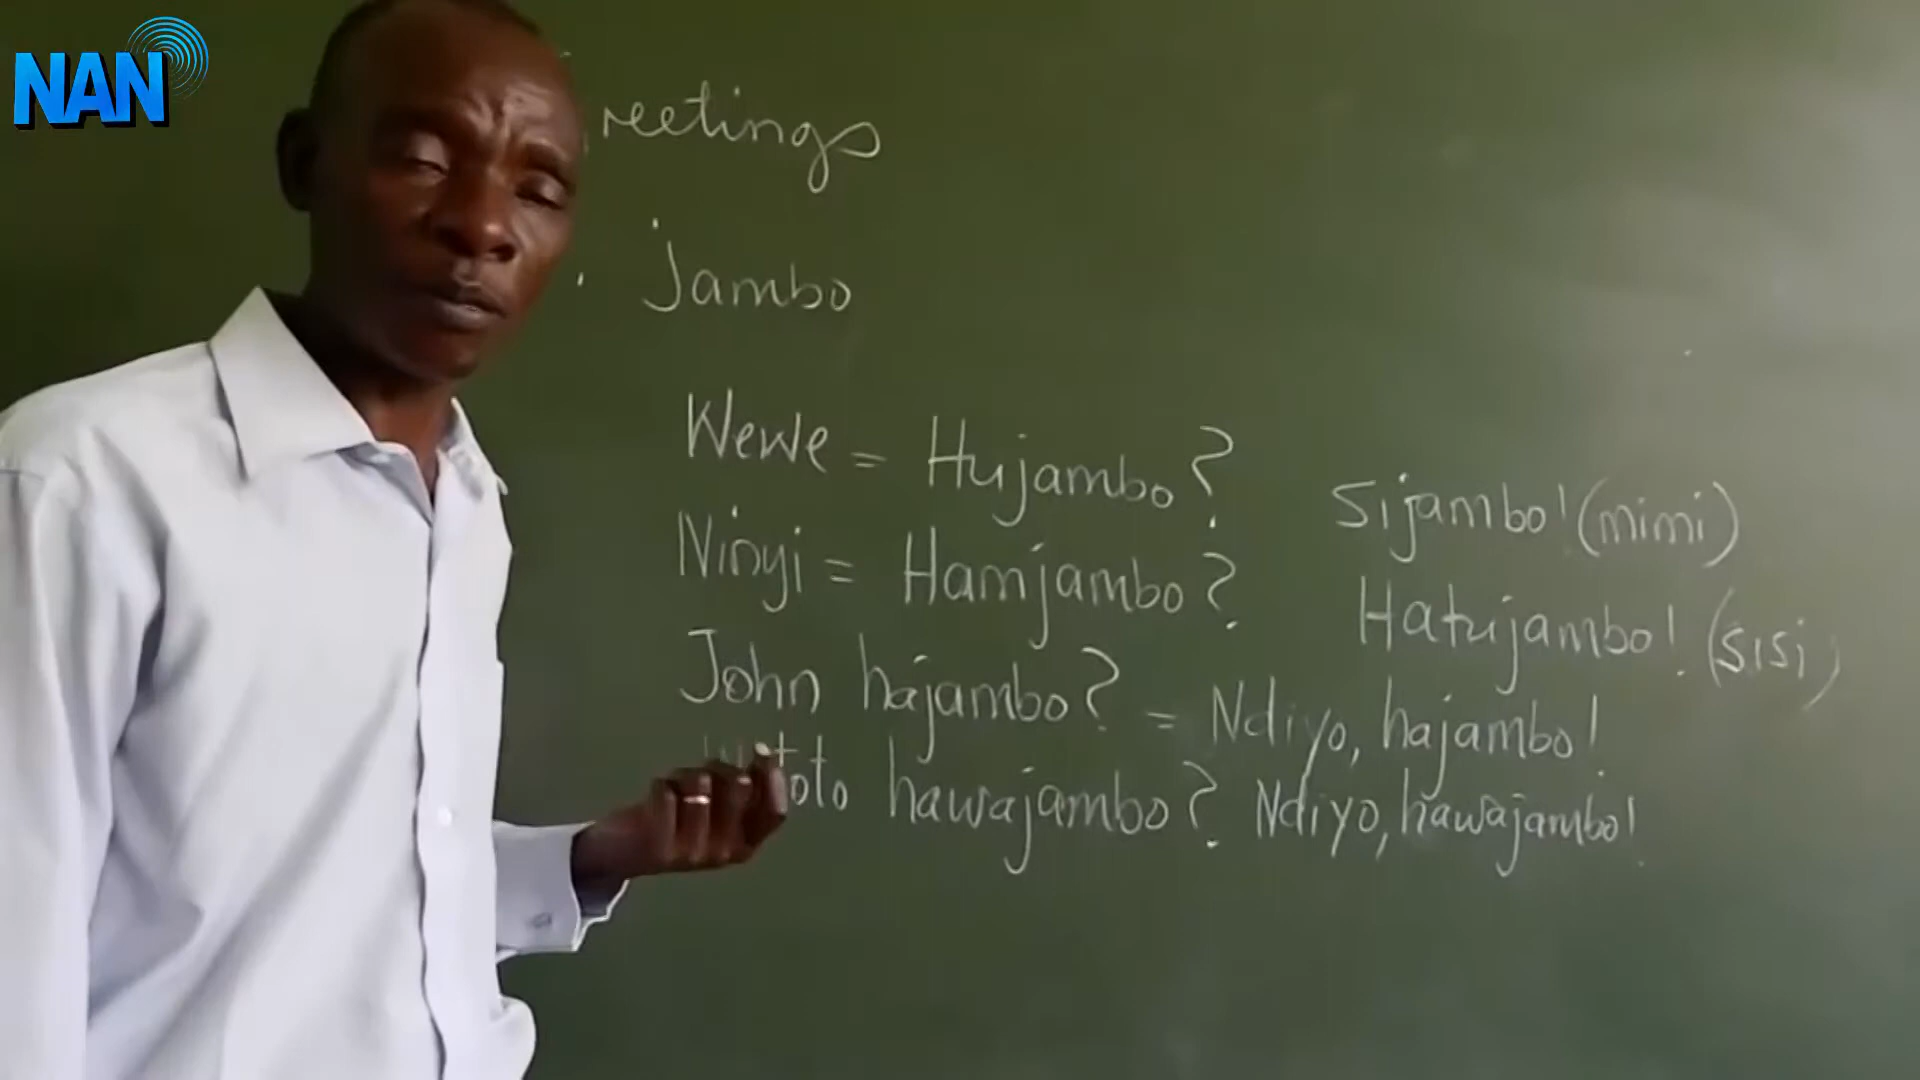 NAN
reetings
Jambo
Wewe = Hujambo? Sijambo! (mimi)
Ninyi = Hamjambo? Hatujambo! (sisi)
John hajambo? = Ndiyo, hajambo!
hawajambo? Ndiyo, hawajambo!